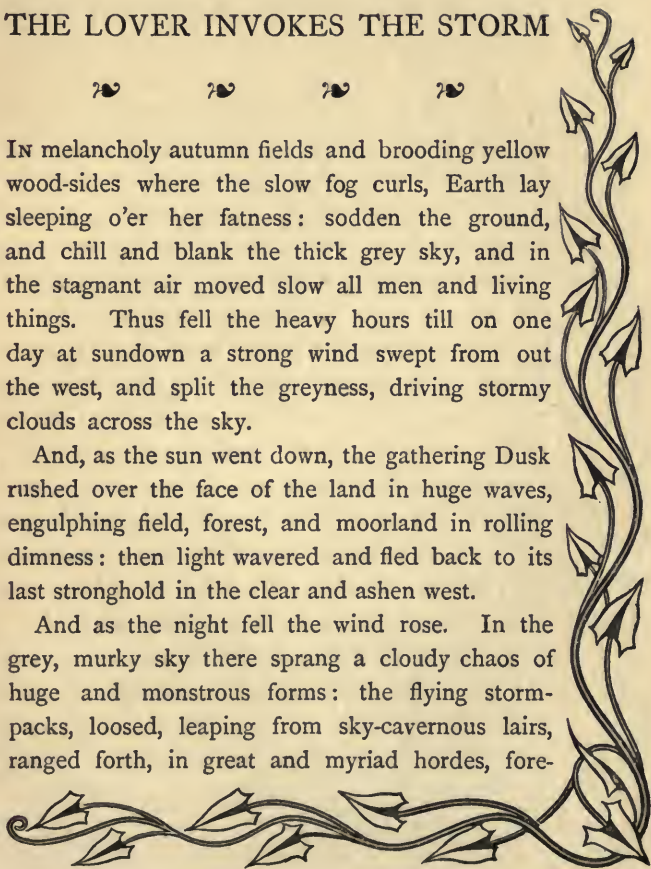 THE LOVER INVOKES THE STORM
In melancholy autumn fields and brooding yellow
wood-sides where the slow fog curls, Earth lay
sleeping o'er her fatness: sodden the ground,
and chill and blank the thick grey sky, and in
the stagnant air moved slow all men and living
things. Thus fell the heavy hours till on one
day at sundown a strong wind swept from out
the west, and split the greyness, driving stormy
clouds across the sky.
And, as the sun went down, the gathering Dusk
rushed over the face of the land in huge waves,
engulphing field, forest, and moorland in rolling
dimness: then light wavered and fled back to its
last stronghold in the clear and ashen west.
And as the night fell the wind rose. In the
grey, murky sky there sprang a cloudy chaos of
huge and monstrous forms: the flying storm-
packs, loosed, leaping from sky-cavernous lairs,
ranged forth, in great and myriad hordes, fore-